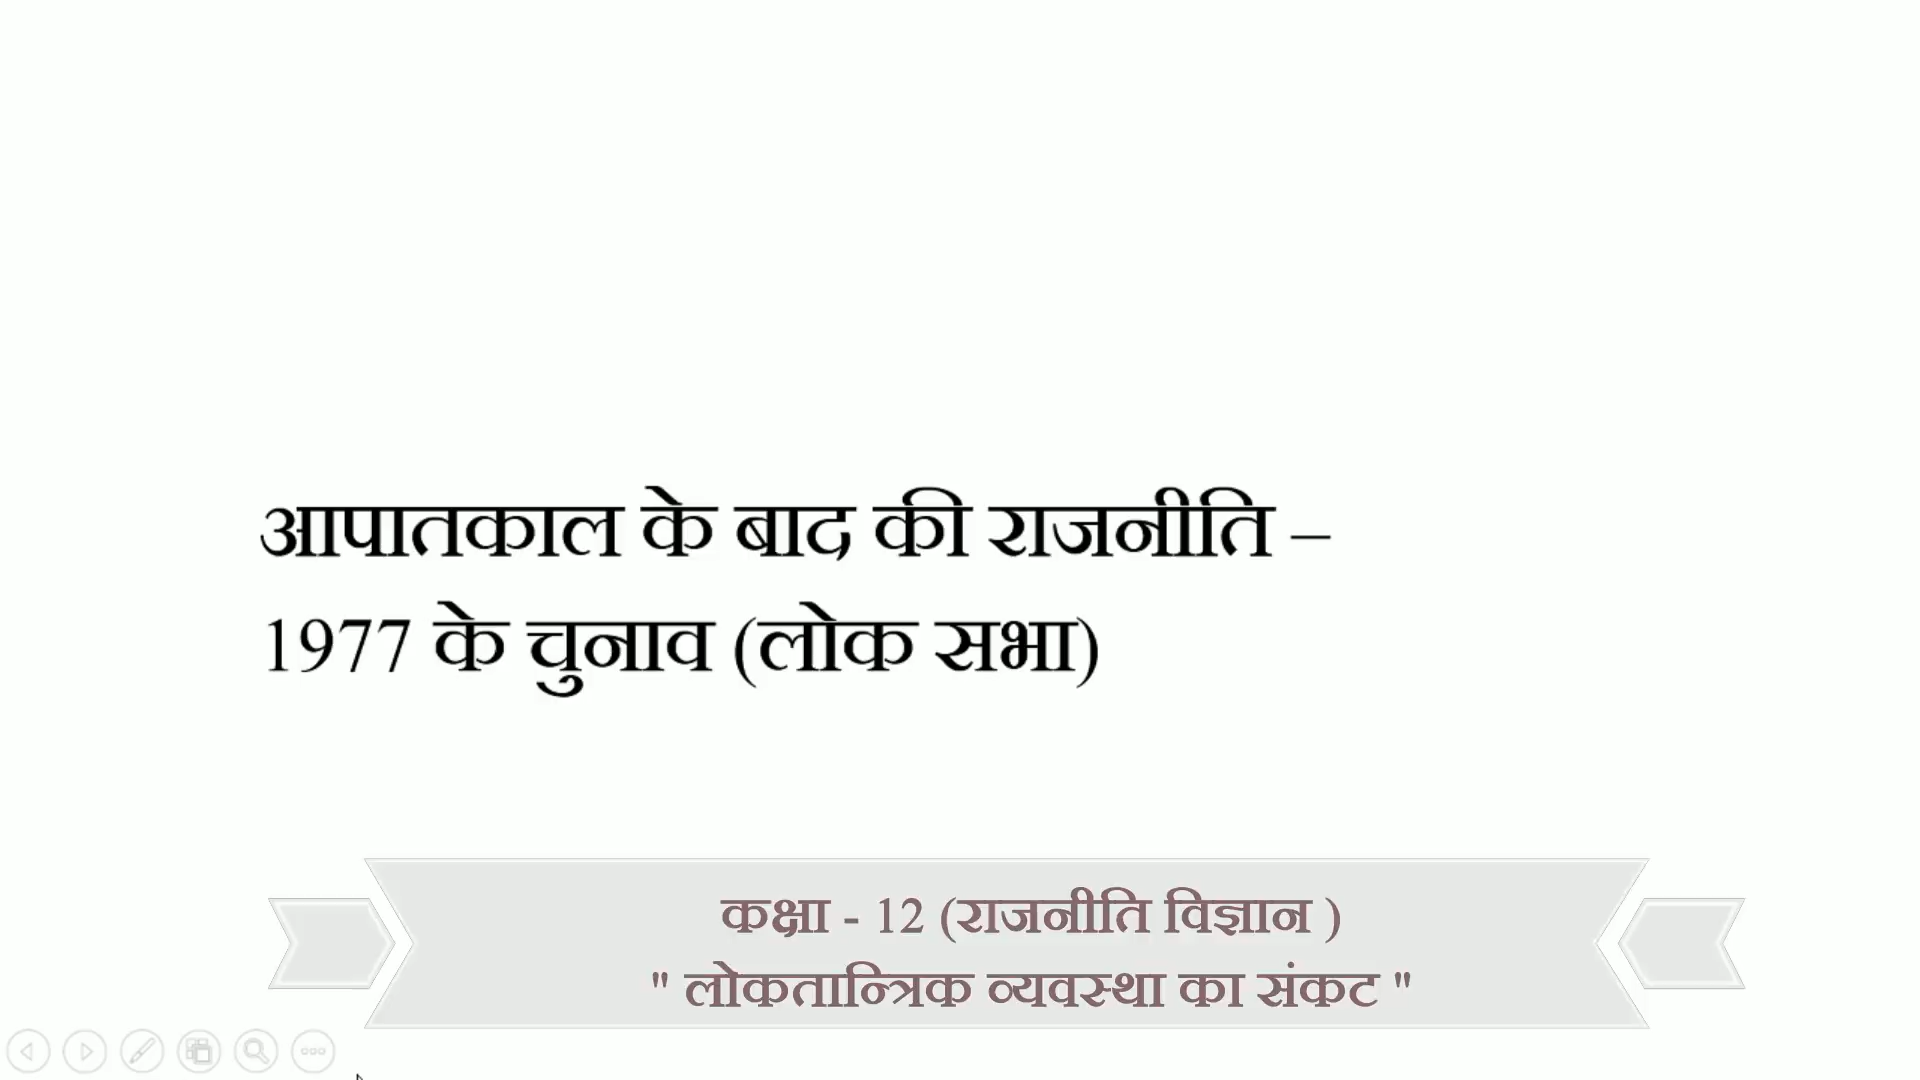 आपातकाल के बाद की राजनीति –
1977 के चुनाव (लोक सभा)
कक्षा - 12 (राजनीति विज्ञान )
" लोकतान्त्रिक व्यवस्था का संकट "